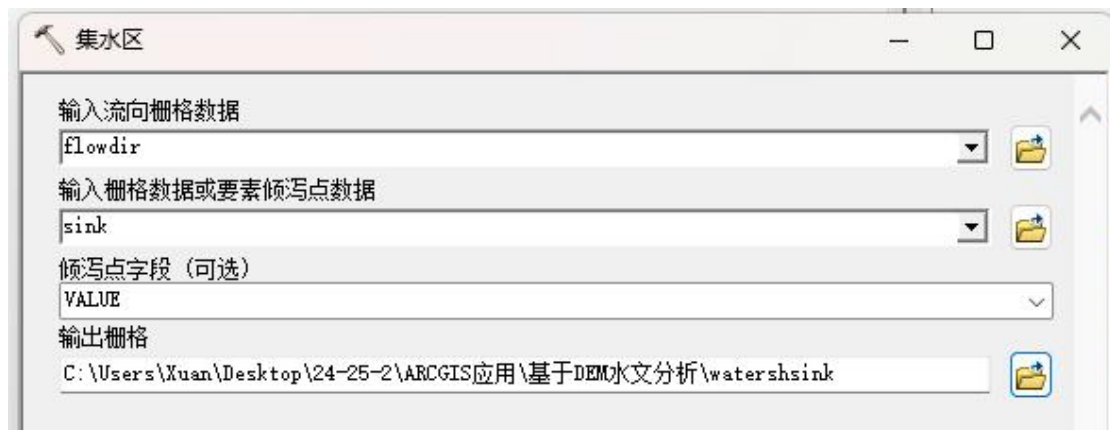 集水区
输入流向栅格数据
flowdir
输入栅格数据或要素倾泻点数据
sink
倾泻点字段 (可选)
VALUE
输出栅格
C:\Users\Xuan\Desktop\24-25-2\ARCGIS应用\基于DEM水文分析\watershsink